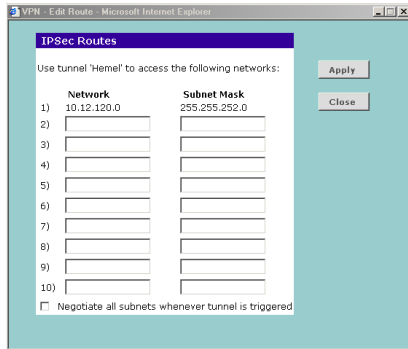 VPN - Edit Route - Microsoft Internet Explorer
IPSec Routes
Use tunnel 'Hemel' to access the following networks:
Apply
Network Subnet Mask
Close
1) 10.12.120.0 255.255.252.0
2)
3)
4)
5)
6)
7)
8)
9)
10)
Negotiate all subnets whenever tunnel is triggered